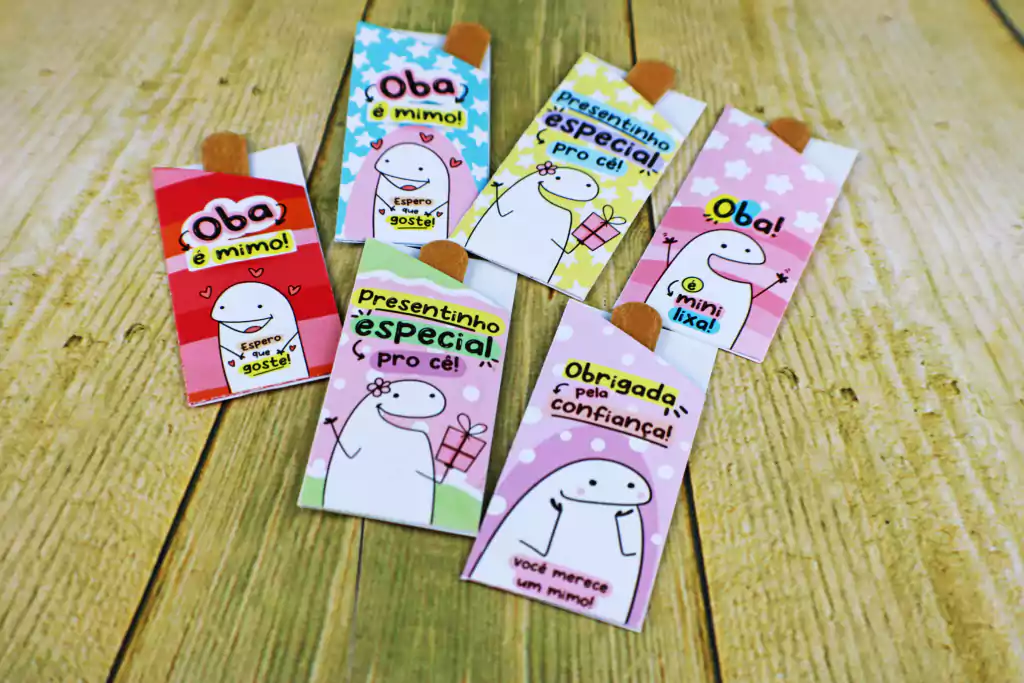 Oba
é mimo!
Espero
que
goste!
Presentinho
especial
pro cê!
Oba!
é
mini
lixa!
Oba
é mimo!
Espero
que
goste!
Presentinho
especial
pro cê!
Obrigada
pela
confiança!
você merece
um mimo!